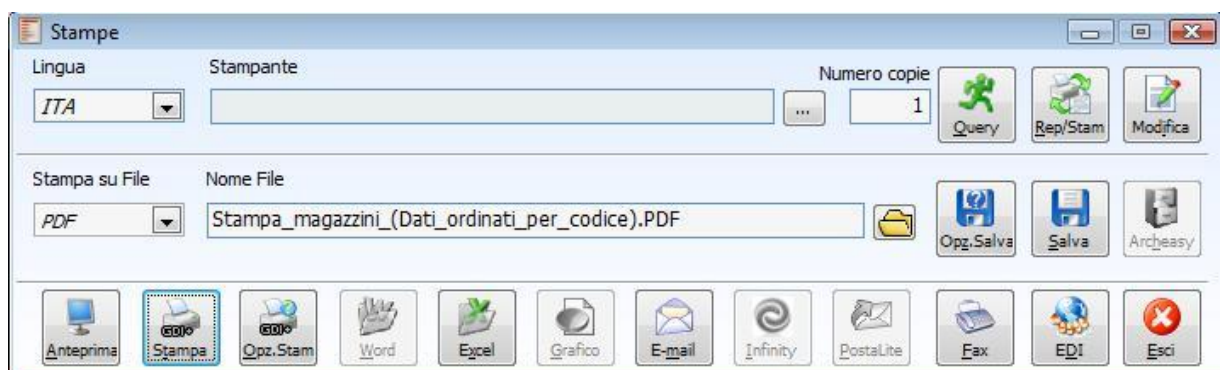 Stampe
Lingua Stampante Numero copie
ITA ... 1 Query Rep/Stam Modifica
Stampa su File Nome File
PDF Stampa_magazzini_(Dati_ordinati_per_codice).PDF Opz.Salva Salva Archeasy
GDI+ GDI+
Anteprima Stampa Opz.Stam Word Excel Grafico E-mail Infinity PostaLite Fax EDI Esci